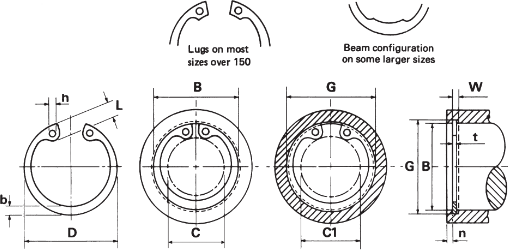 Lugs on most
sizes over 150
Beam configuration
on some larger sizes
h
L
B
G
W
t
G
B
b
D
C
C1
n